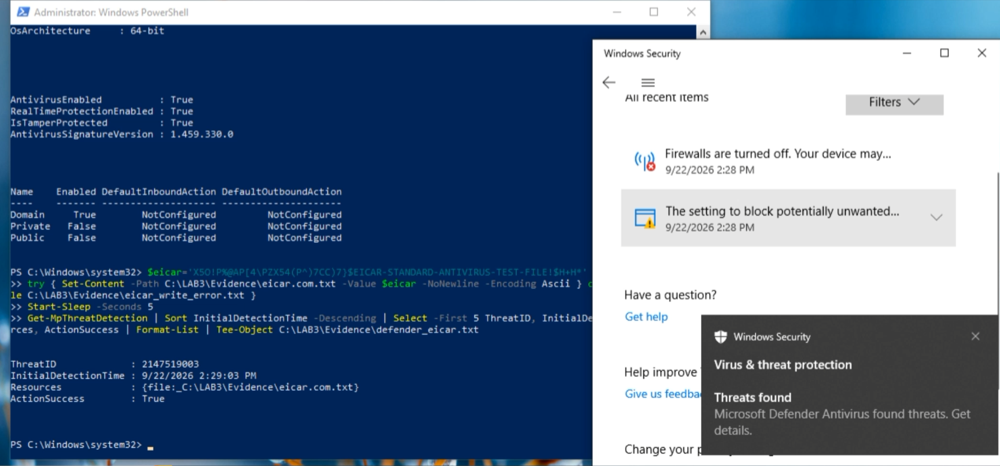 Administrator: Windows PowerShell
OsArchitecture : 64-bit
AntivirusEnabled : True
RealTimeProtectionEnabled : True
IsTamperProtected : True
AntivirusSignatureVersion : 1.459.330.0
Name Enabled DefaultInboundAction DefaultOutboundAction
---- ------- -------------------- ---------------------
Domain True NotConfigured NotConfigured
Private False NotConfigured NotConfigured
Public False NotConfigured NotConfigured
PS C:\Windows\system32> $eicar='X5O!P%@AP[4\PZX54(P^)7CC)7}$EICAR-STANDARD-ANTIVIRUS-TEST-FILE!$H+H*'
>> try { Set-Content -Path C:\LAB3\Evidence\eicar.com.txt -Value $eicar -NoNewline -Encoding Ascii } c
le C:\LAB3\Evidence\eicar_write_error.txt }
>> Start-Sleep -Seconds 5
>> Get-MpThreatDetection | Sort InitialDetectionTime -Descending | Select -First 5 ThreatID, InitialDe
rces, ActionSuccess | Format-List | Tee-Object C:\LAB3\Evidence\defender_eicar.txt
ThreatID : 2147519003
InitialDetectionTime : 9/22/2026 2:29:03 PM
Resources : {file:_C:\LAB3\Evidence\eicar.com.txt}
ActionSuccess : True
PS C:\Windows\system32>
Windows Security
All recent items
Filters
Firewalls are turned off. Your device may...
9/22/2026 2:28 PM
The setting to block potentially unwanted...
9/22/2026 2:28 PM
Have a question?
Get help
Help improve
Give us feedba
Change your p
Windows Security
Virus & threat protection
Threats found
Microsoft Defender Antivirus found threats. Get
details.